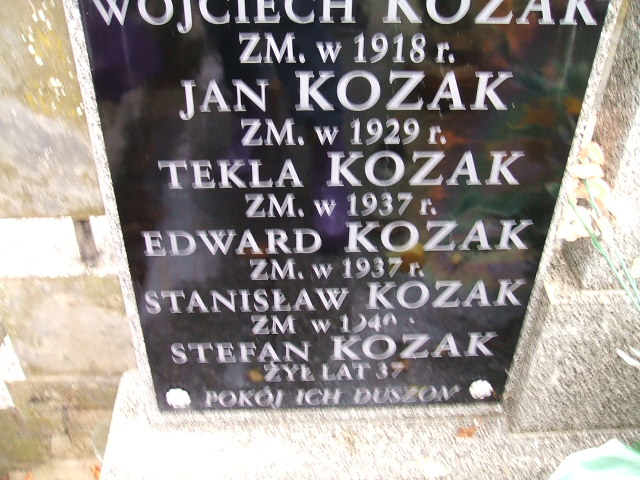 WOJCIECH KOZAK
ZM. w 1918 r.
JAN KOZAK
ZM. w 1929 r.
TEKLA KOZAK
ZM. w 1937 r.
EDWARD KOZAK
ZM. w 1937 r.
STANISŁAW KOZAK
ZM w 1940
STEFAN KOZAK
ŻYŁ LAT 37
POKÓJ ICH DUSZOM